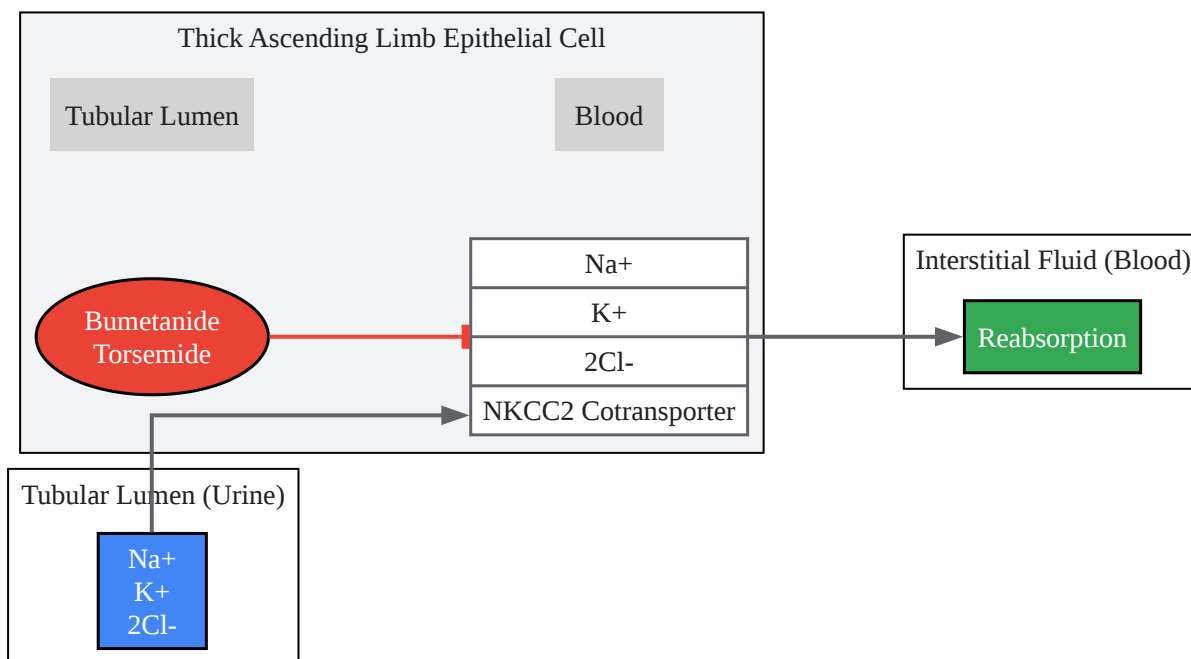 Thick Ascending Limb Epithelial Cell
Tubular Lumen
Blood
Na+
K+
2Cl-
NKCC2 Cotransporter
Bumetanide
Torsemide
Interstitial Fluid (Blood)
Reabsorption
Tubular Lumen (Urine)
Na+
K+
2Cl-